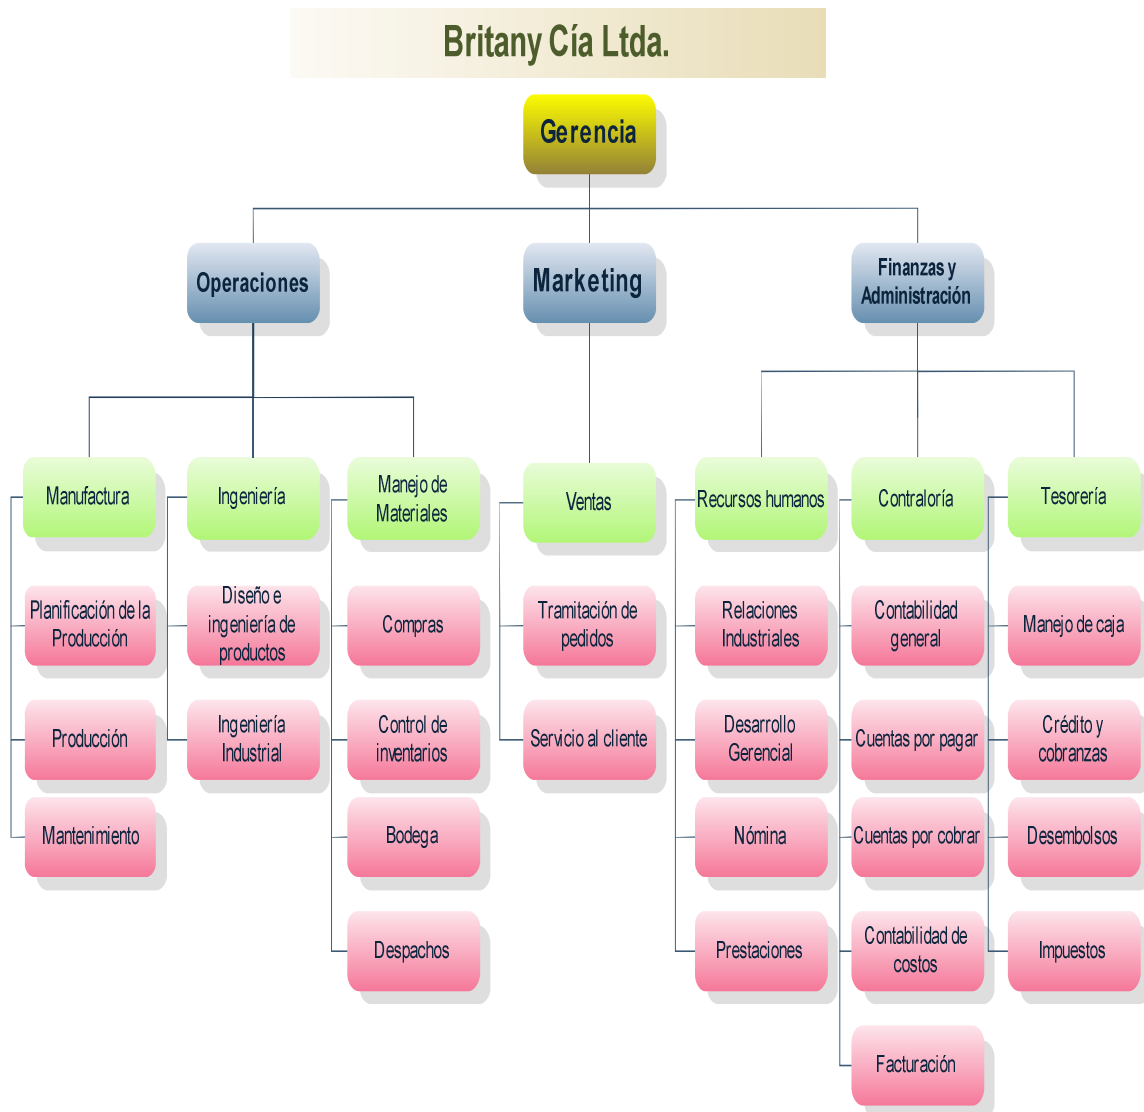 Britany Cía Ltda.
Gerencia
Operaciones
Marketing
Finanzas y
Administración
Manufactura
Ingeniería
Manejo de
Materiales
Ventas
Recursos humanos
Contraloría
Tesorería
Planificación de la
Producción
Diseño e
ingeniería de
productos
Compras
Tramitación de
pedidos
Relaciones
Industriales
Contabilidad
general
Manejo de caja
Producción
Ingeniería
Industrial
Control de
inventarios
Servicio al cliente
Desarrollo
Gerencial
Cuentas por pagar
Crédito y
cobranzas
Mantenimiento
Bodega
Nómina
Cuentas por cobrar
Desembolsos
Despachos
Prestaciones
Contabilidad de
costos
Impuestos
Facturación